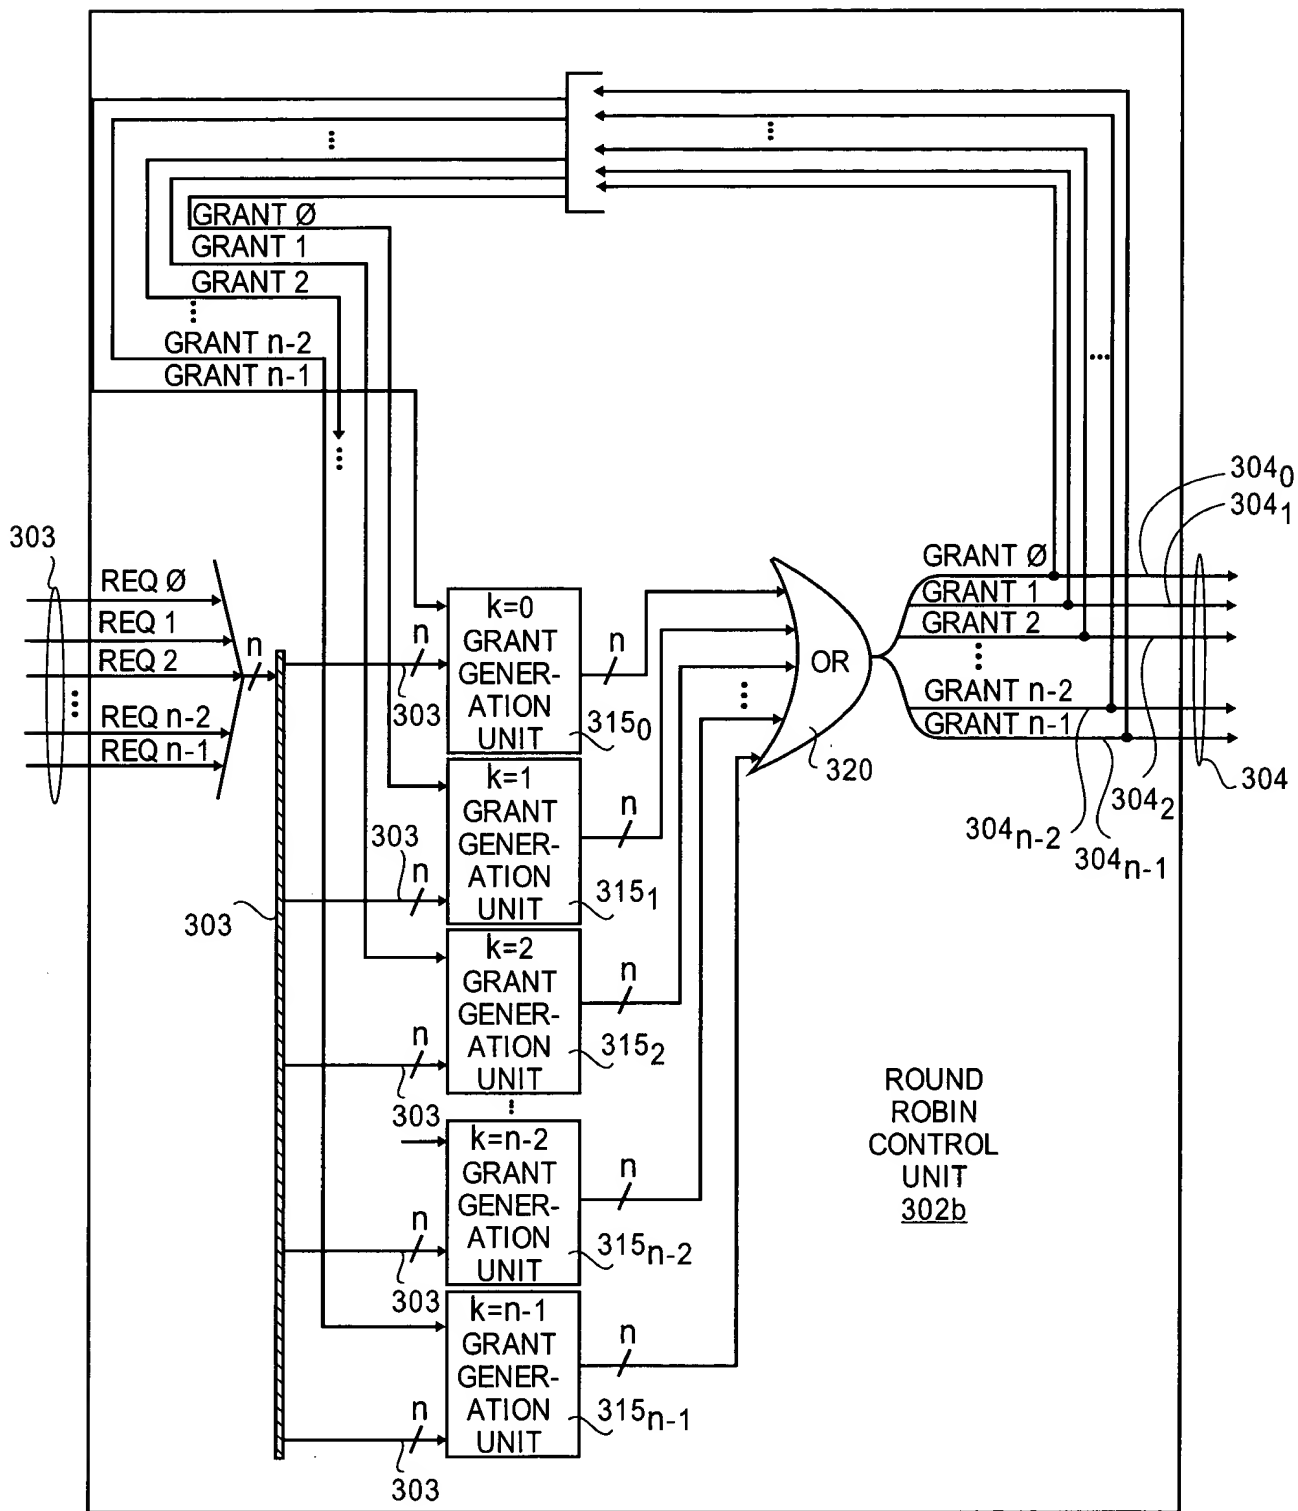 GRANT Ø
GRANT 1
GRANT 2
GRANT n-2
GRANT n-1
303
REQ Ø
REQ 1
REQ 2
REQ n-2
REQ n-1
n
303
k=0
GRANT
GENER-
ATION
UNIT
n
303
315₀
n
k=1
GRANT
GENER-
ATION
UNIT
303
n
315₁
n
k=2
GRANT
GENER-
ATION
UNIT
n
303
315₂
n
k=n-2
GRANT
GENER-
ATION
UNIT
n
303
315n-2
n
k=n-1
GRANT
GENER-
ATION
UNIT
n
303
315n-1
n
OR
320
GRANT Ø
GRANT 1
GRANT 2
GRANT n-2
GRANT n-1
304₀
304₁
304₂
304n-2
304n-1
304
ROUND
ROBIN
CONTROL
UNIT
302b